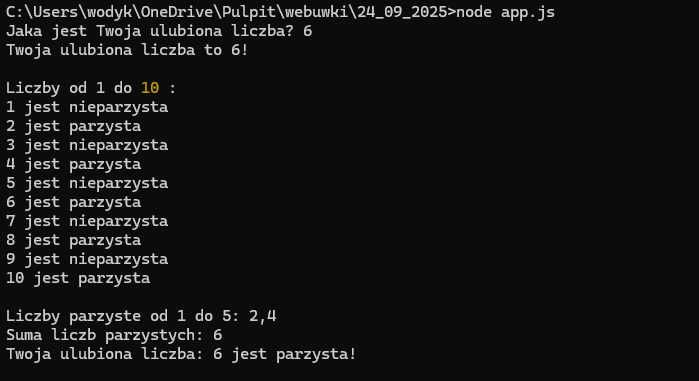 C:\Users\wodyk\OneDrive\Pulpit\webuwki\24_09_2025>node app.js
Jaka jest Twoja ulubiona liczba? 6
Twoja ulubiona liczba to 6!
Liczby od 1 do 10 :
1 jest nieparzysta
2 jest parzysta
3 jest nieparzysta
4 jest parzysta
5 jest nieparzysta
6 jest parzysta
7 jest nieparzysta
8 jest parzysta
9 jest nieparzysta
10 jest parzysta
Liczby parzyste od 1 do 5: 2,4
Suma liczb parzystych: 6
Twoja ulubiona liczba: 6 jest parzysta!